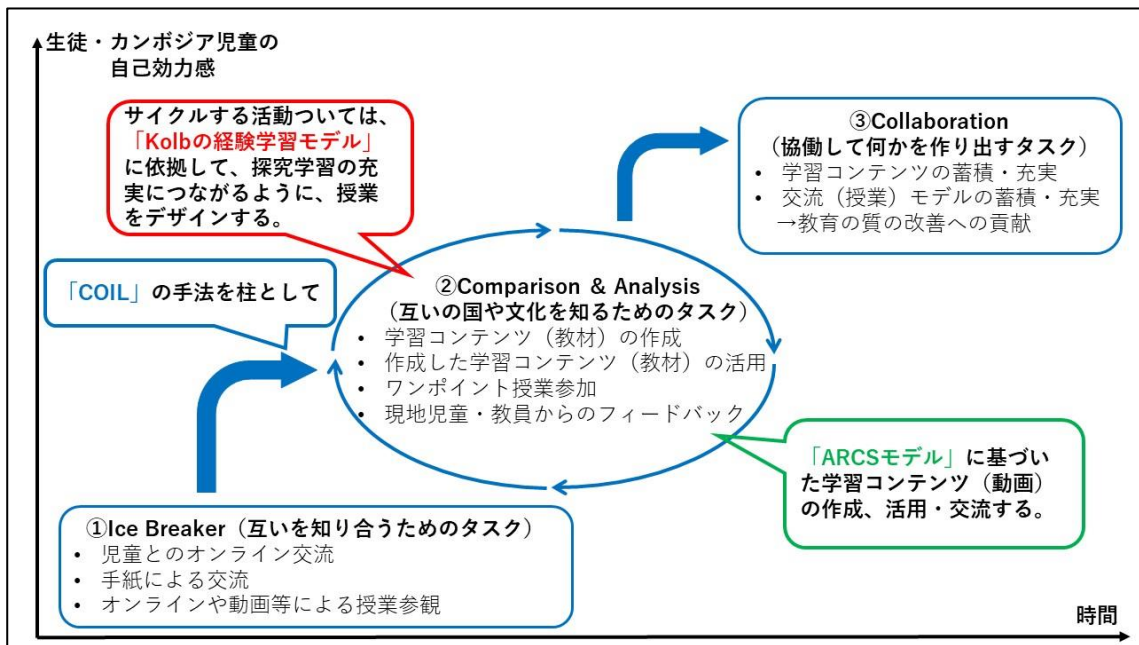 生徒・カンボジア児童の
自己効力感
サイクルする活動ついては、
「Kolbの経験学習モデル」
に依拠して、探究学習の充
実につながるように、授業
をデザインする。
③Collaboration
（協働して何かを作り出すタスク）
• 学習コンテンツの蓄積・充実
• 交流（授業）モデルの蓄積・充実
→教育の質の改善への貢献
「COIL」の手法を柱として
②Comparison & Analysis
（互いの国や文化を知るためのタスク）
• 学習コンテンツ（教材）の作成
• 作成した学習コンテンツ（教材）の活用
• ワンポイント授業参加
• 現地児童・教員からのフィードバック
「ARCSモデル」に基づい
た学習コンテンツ（動画）
の作成、活用・交流する。
①Ice Breaker（互いを知り合うためのタスク）
• 児童とのオンライン交流
• 手紙による交流
• オンラインや動画等による授業参観
時間